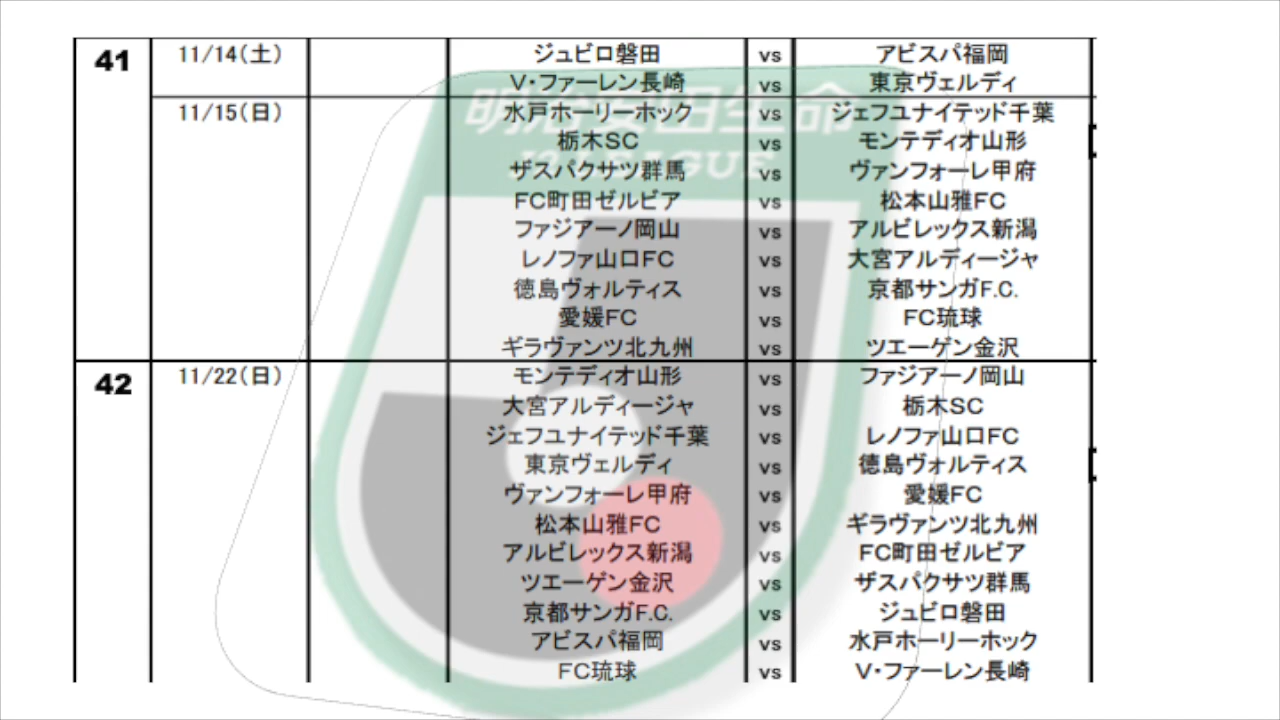 41 11/14(土) ジュビロ磐田 vs アビスパ福岡
V・ファーレン長崎 vs 東京ヴェルディ
11/15(日) 水戸ホーリーホック vs ジェフユナイテッド千葉
栃木SC vs モンテディオ山形
ザスパクサツ群馬 vs ヴァンフォーレ甲府
FC町田ゼルビア vs 松本山雅FC
ファジアーノ岡山 vs アルビレックス新潟
レノファ山口FC vs 大宮アルディージャ
徳島ヴォルティス vs 京都サンガF.C.
愛媛FC vs FC琉球
ギラヴァンツ北九州 vs ツエーゲン金沢
42 11/22(日) モンテディオ山形 vs ファジアーノ岡山
大宮アルディージャ vs 栃木SC
ジェフユナイテッド千葉 vs レノファ山口FC
東京ヴェルディ vs 徳島ヴォルティス
ヴァンフォーレ甲府 vs 愛媛FC
松本山雅FC vs ギラヴァンツ北九州
アルビレックス新潟 vs FC町田ゼルビア
ツエーゲン金沢 vs ザスパクサツ群馬
京都サンガF.C. vs ジュビロ磐田
アビスパ福岡 vs 水戸ホーリーホック
FC琉球 vs V・ファーレン長崎
明治安田生命